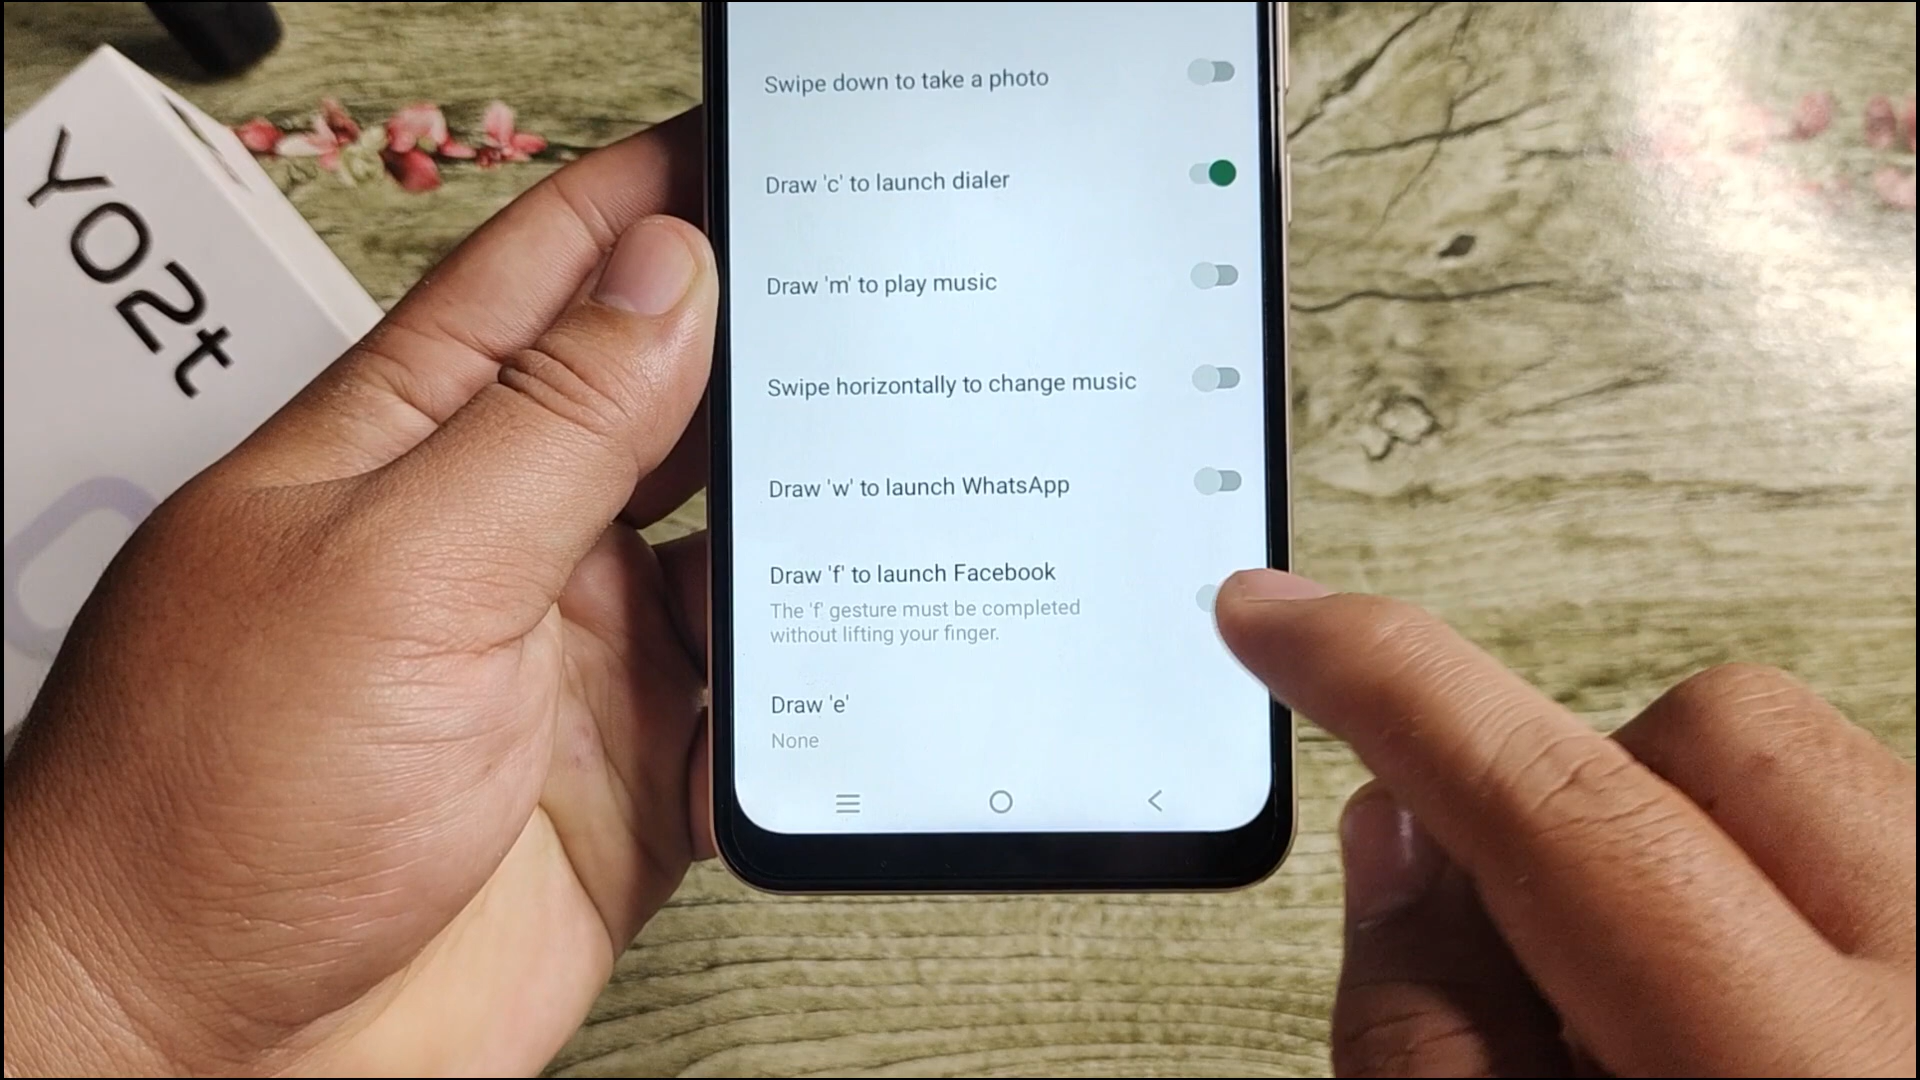 Y02t
Swipe down to take a photo
Draw 'c' to launch dialer
Draw 'm' to play music
Swipe horizontally to change music
Draw 'w' to launch WhatsApp
Draw 'f' to launch Facebook
The 'f' gesture must be completed
without lifting your finger.
Draw 'e'
None